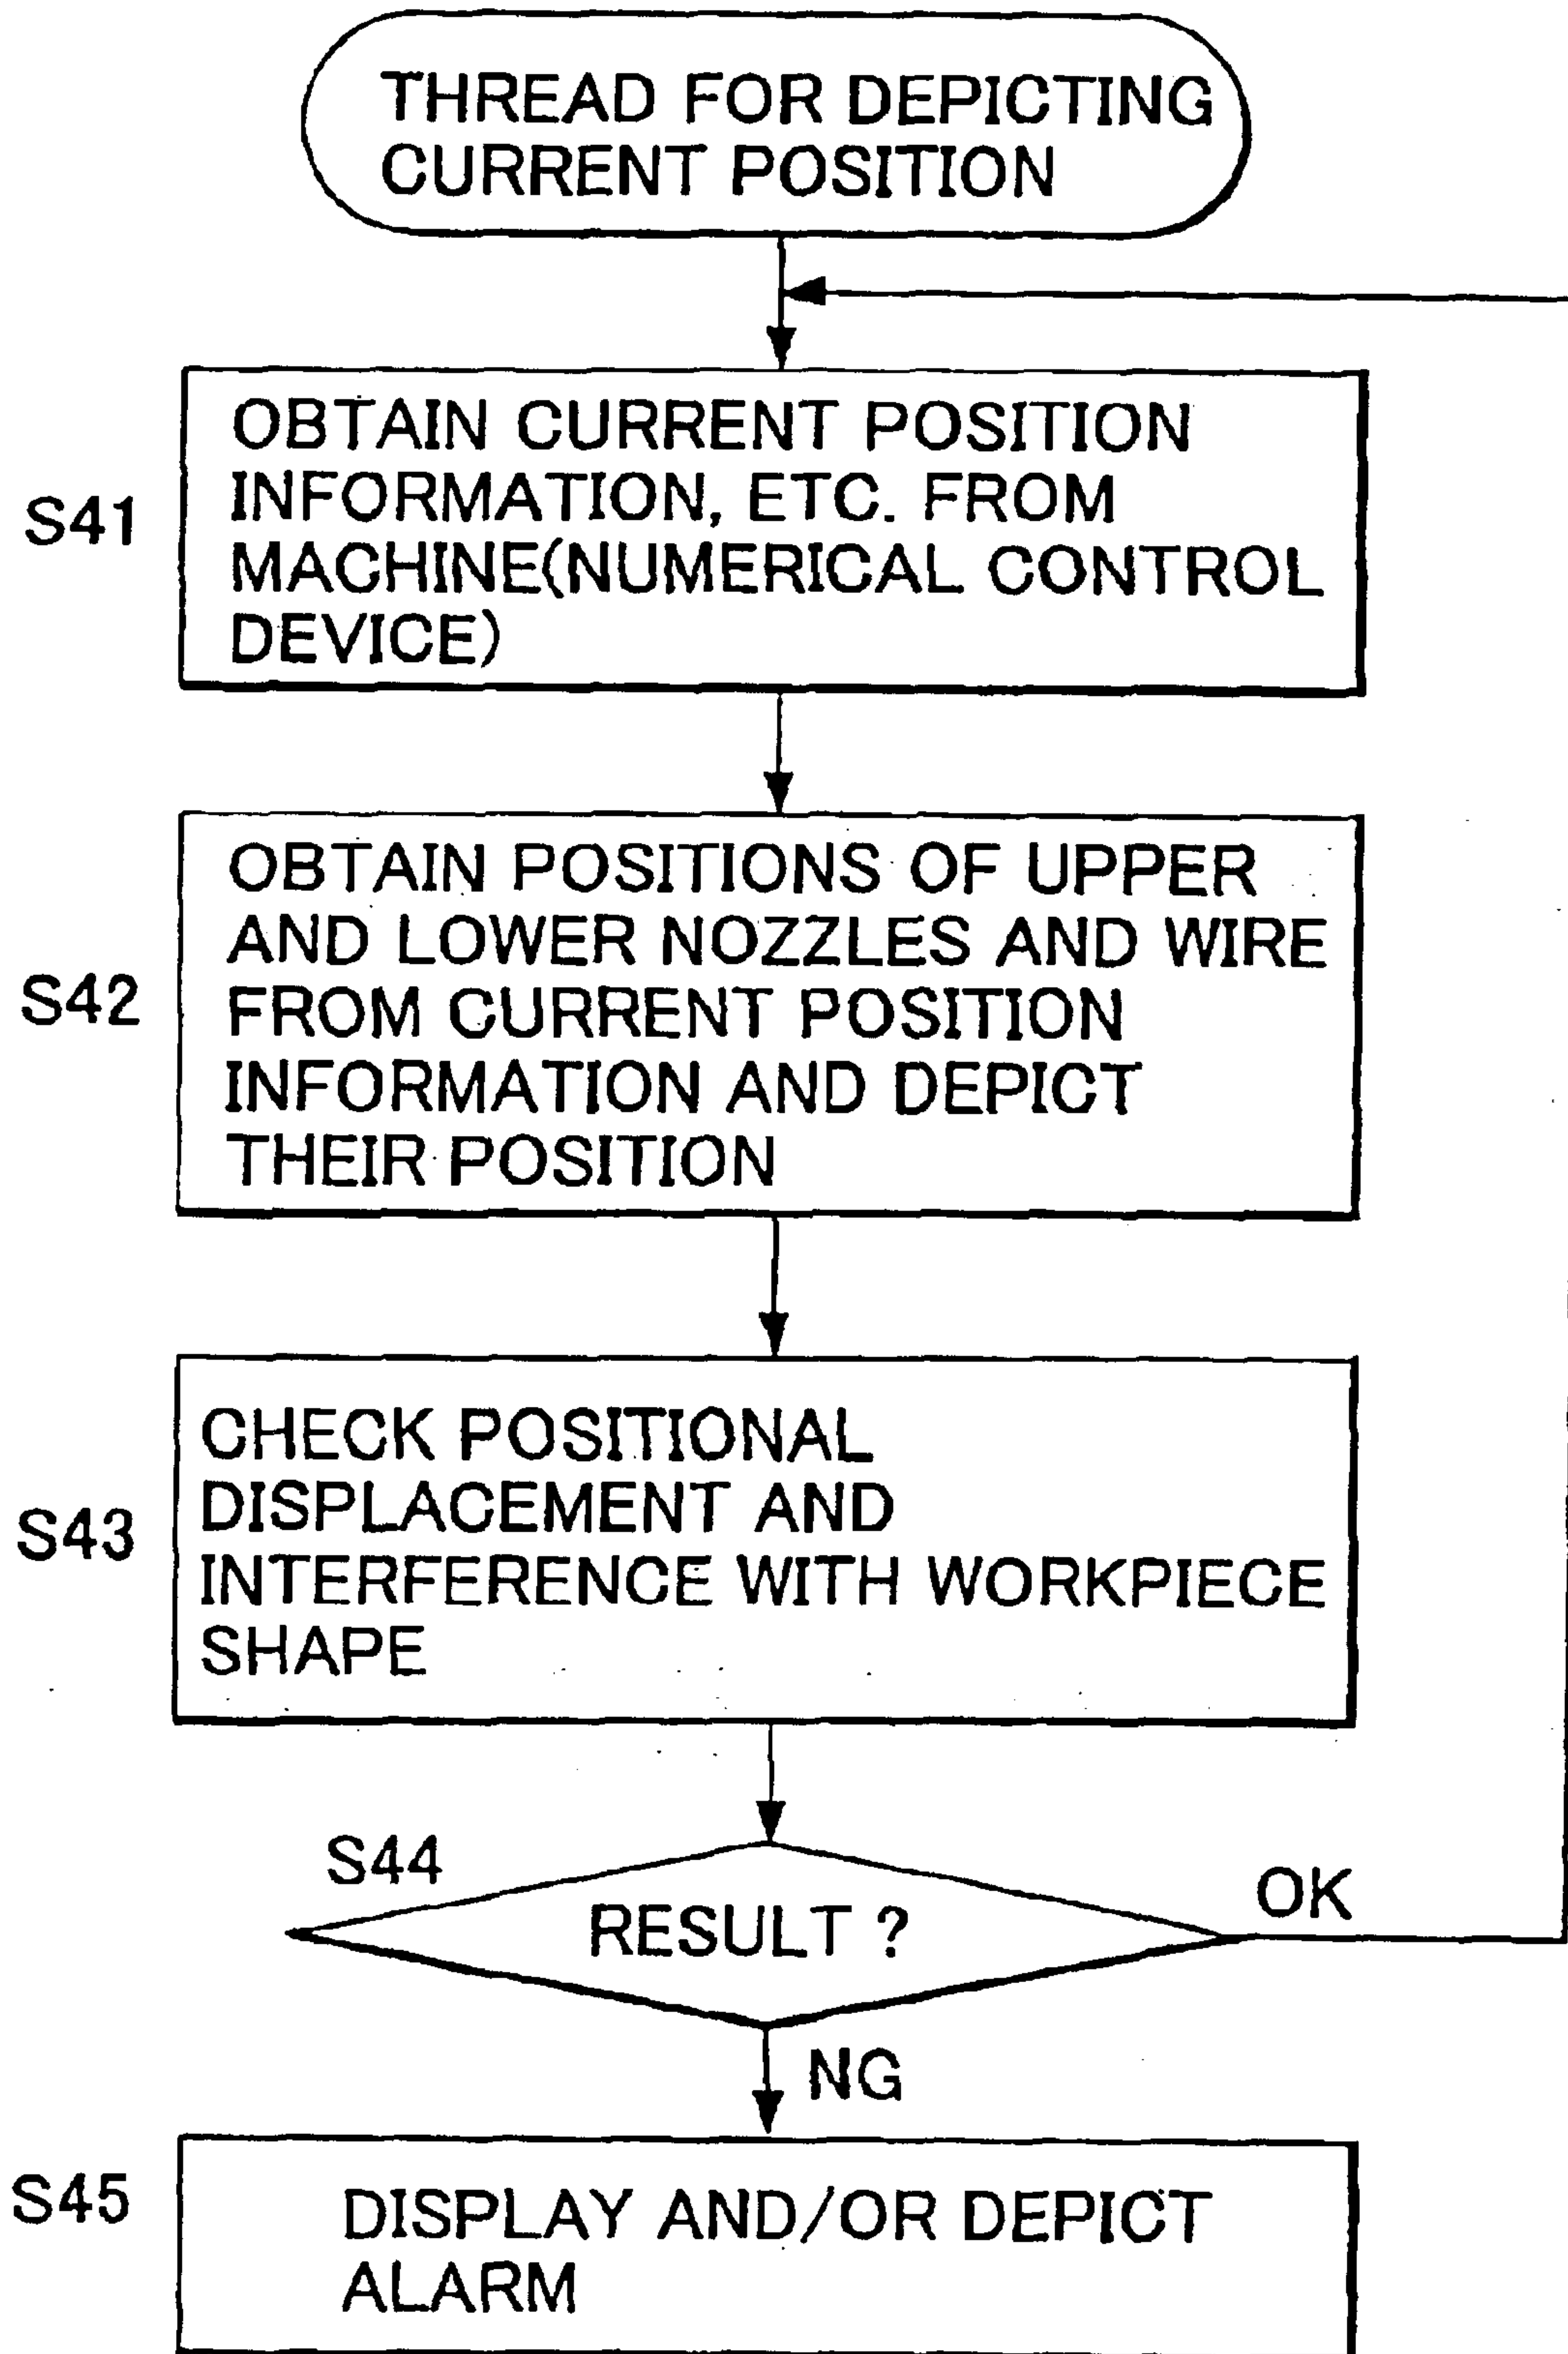 THREAD FOR DEPICTING
CURRENT POSITION
S41
OBTAIN CURRENT POSITION
INFORMATION, ETC. FROM
MACHINE(NUMERICAL CONTROL
DEVICE)
S42
OBTAIN POSITIONS OF UPPER
AND LOWER NOZZLES AND WIRE
FROM CURRENT POSITION
INFORMATION AND DEPICT
THEIR POSITION
S43
CHECK POSITIONAL
DISPLACEMENT AND
INTERFERENCE WITH WORKPIECE
SHAPE
S44
RESULT ?
OK
NG
S45
DISPLAY AND/OR DEPICT
ALARM